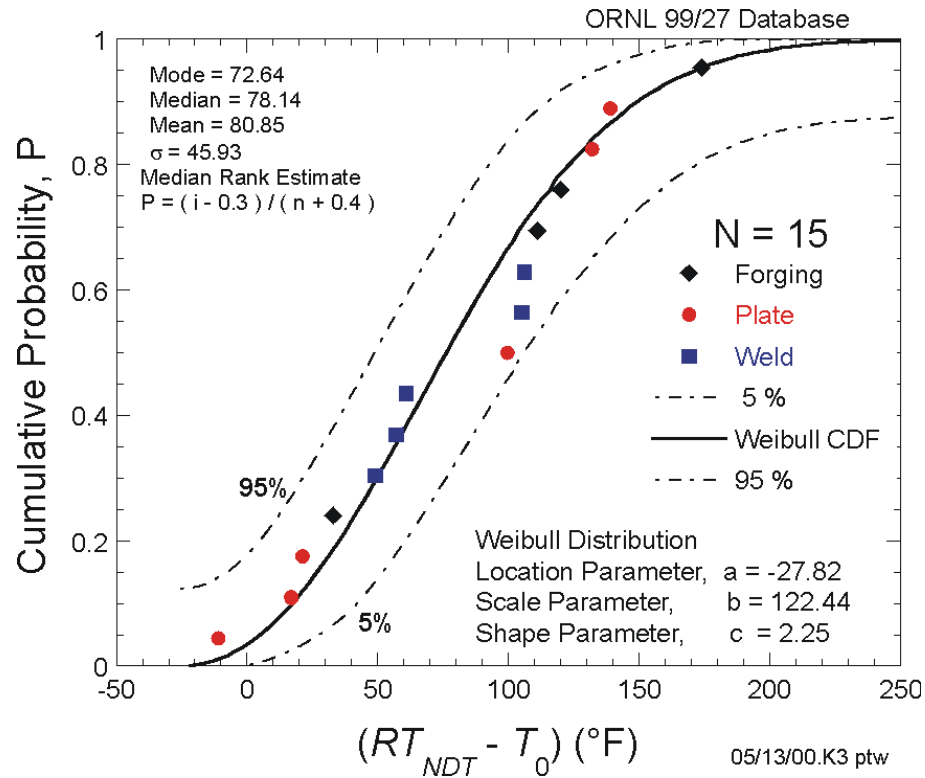 ORNL 99/27 Database
Mode = 72.64
Median = 78.14
Mean = 80.85
σ = 45.93
Median Rank Estimate
P = ( i - 0.3 ) / ( n + 0.4 )
N = 15
Forging
Plate
Weld
5 %
Weibull CDF
95 %
95%
5%
Weibull Distribution
Location Parameter, a = -27.82
Scale Parameter, b = 122.44
Shape Parameter, c = 2.25
Cumulative Probability, P
1
0.8
0.6
0.4
0.2
0
-50 0 50 100 150 200 250
(RT_NDT - T_0) (°F)
05/13/00.K3 ptw